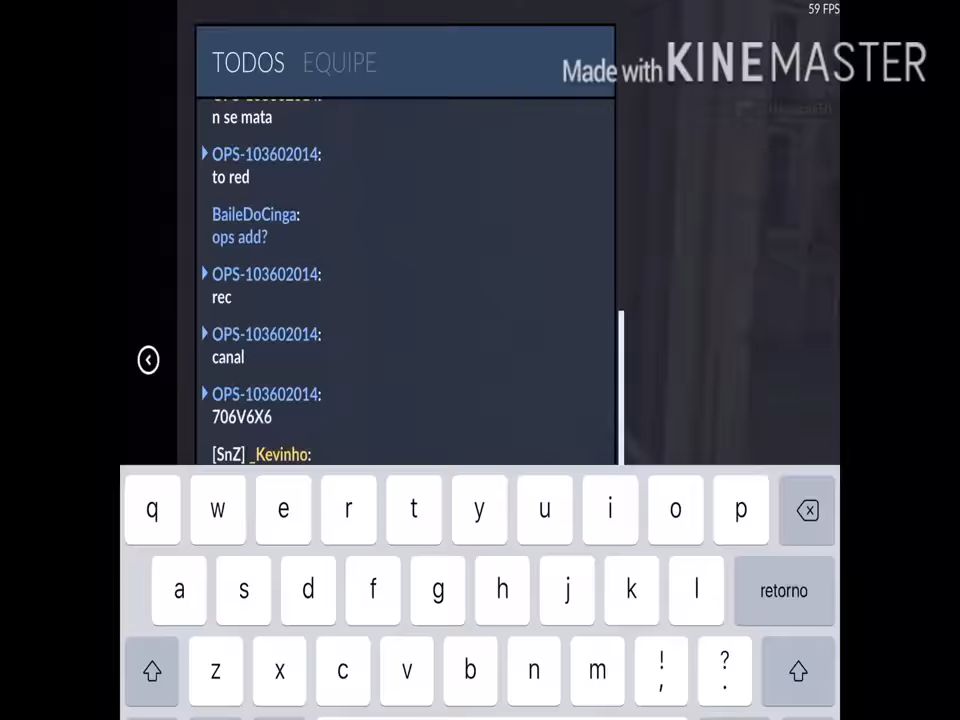 59 FPS
TODOS EQUIPE
Made with KINEMASTER
n se mata
OPS-103602014:
to red
BaileDoCinga:
ops add?
OPS-103602014:
rec
OPS-103602014:
canal
OPS-103602014:
706V6X6
[SnZ] _Kevinho:
q w e r t y u i o p
a s d f g h j k l retorno
z x c v b n m ! , ? .